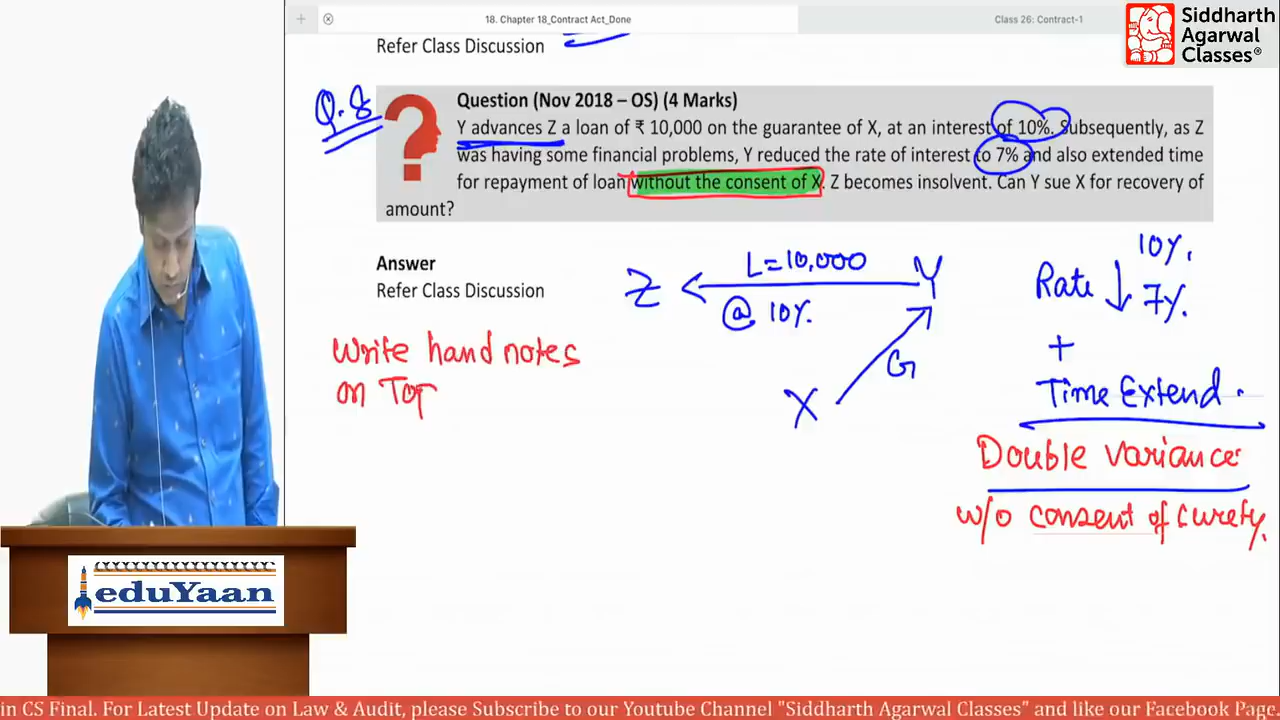 18. Chapter 18_Contract Act_Done
Class 26: Contract-1
Siddharth
Agarwal
Classes®
Refer Class Discussion
Q.8
Question (Nov 2018 – OS) (4 Marks)
Y advances Z a loan of ₹ 10,000 on the guarantee of X, at an interest of 10%. Subsequently, as Z
was having some financial problems, Y reduced the rate of interest to 7% and also extended time
for repayment of loan without the consent of X. Z becomes insolvent. Can Y sue X for recovery of
amount?
Answer
Refer Class Discussion
Z L=10,000 Y
@ 10%.
G
X
Rate ↓ 10%.
7%.
+
Time Extend.
Double variance
w/o consent of surety.
Write hand notes
on Top
eduYaan
in CS Final. For Latest Update on Law & Audit, please Subscribe to our Youtube Channel "Siddharth Agarwal Classes" and like our Facebook Page